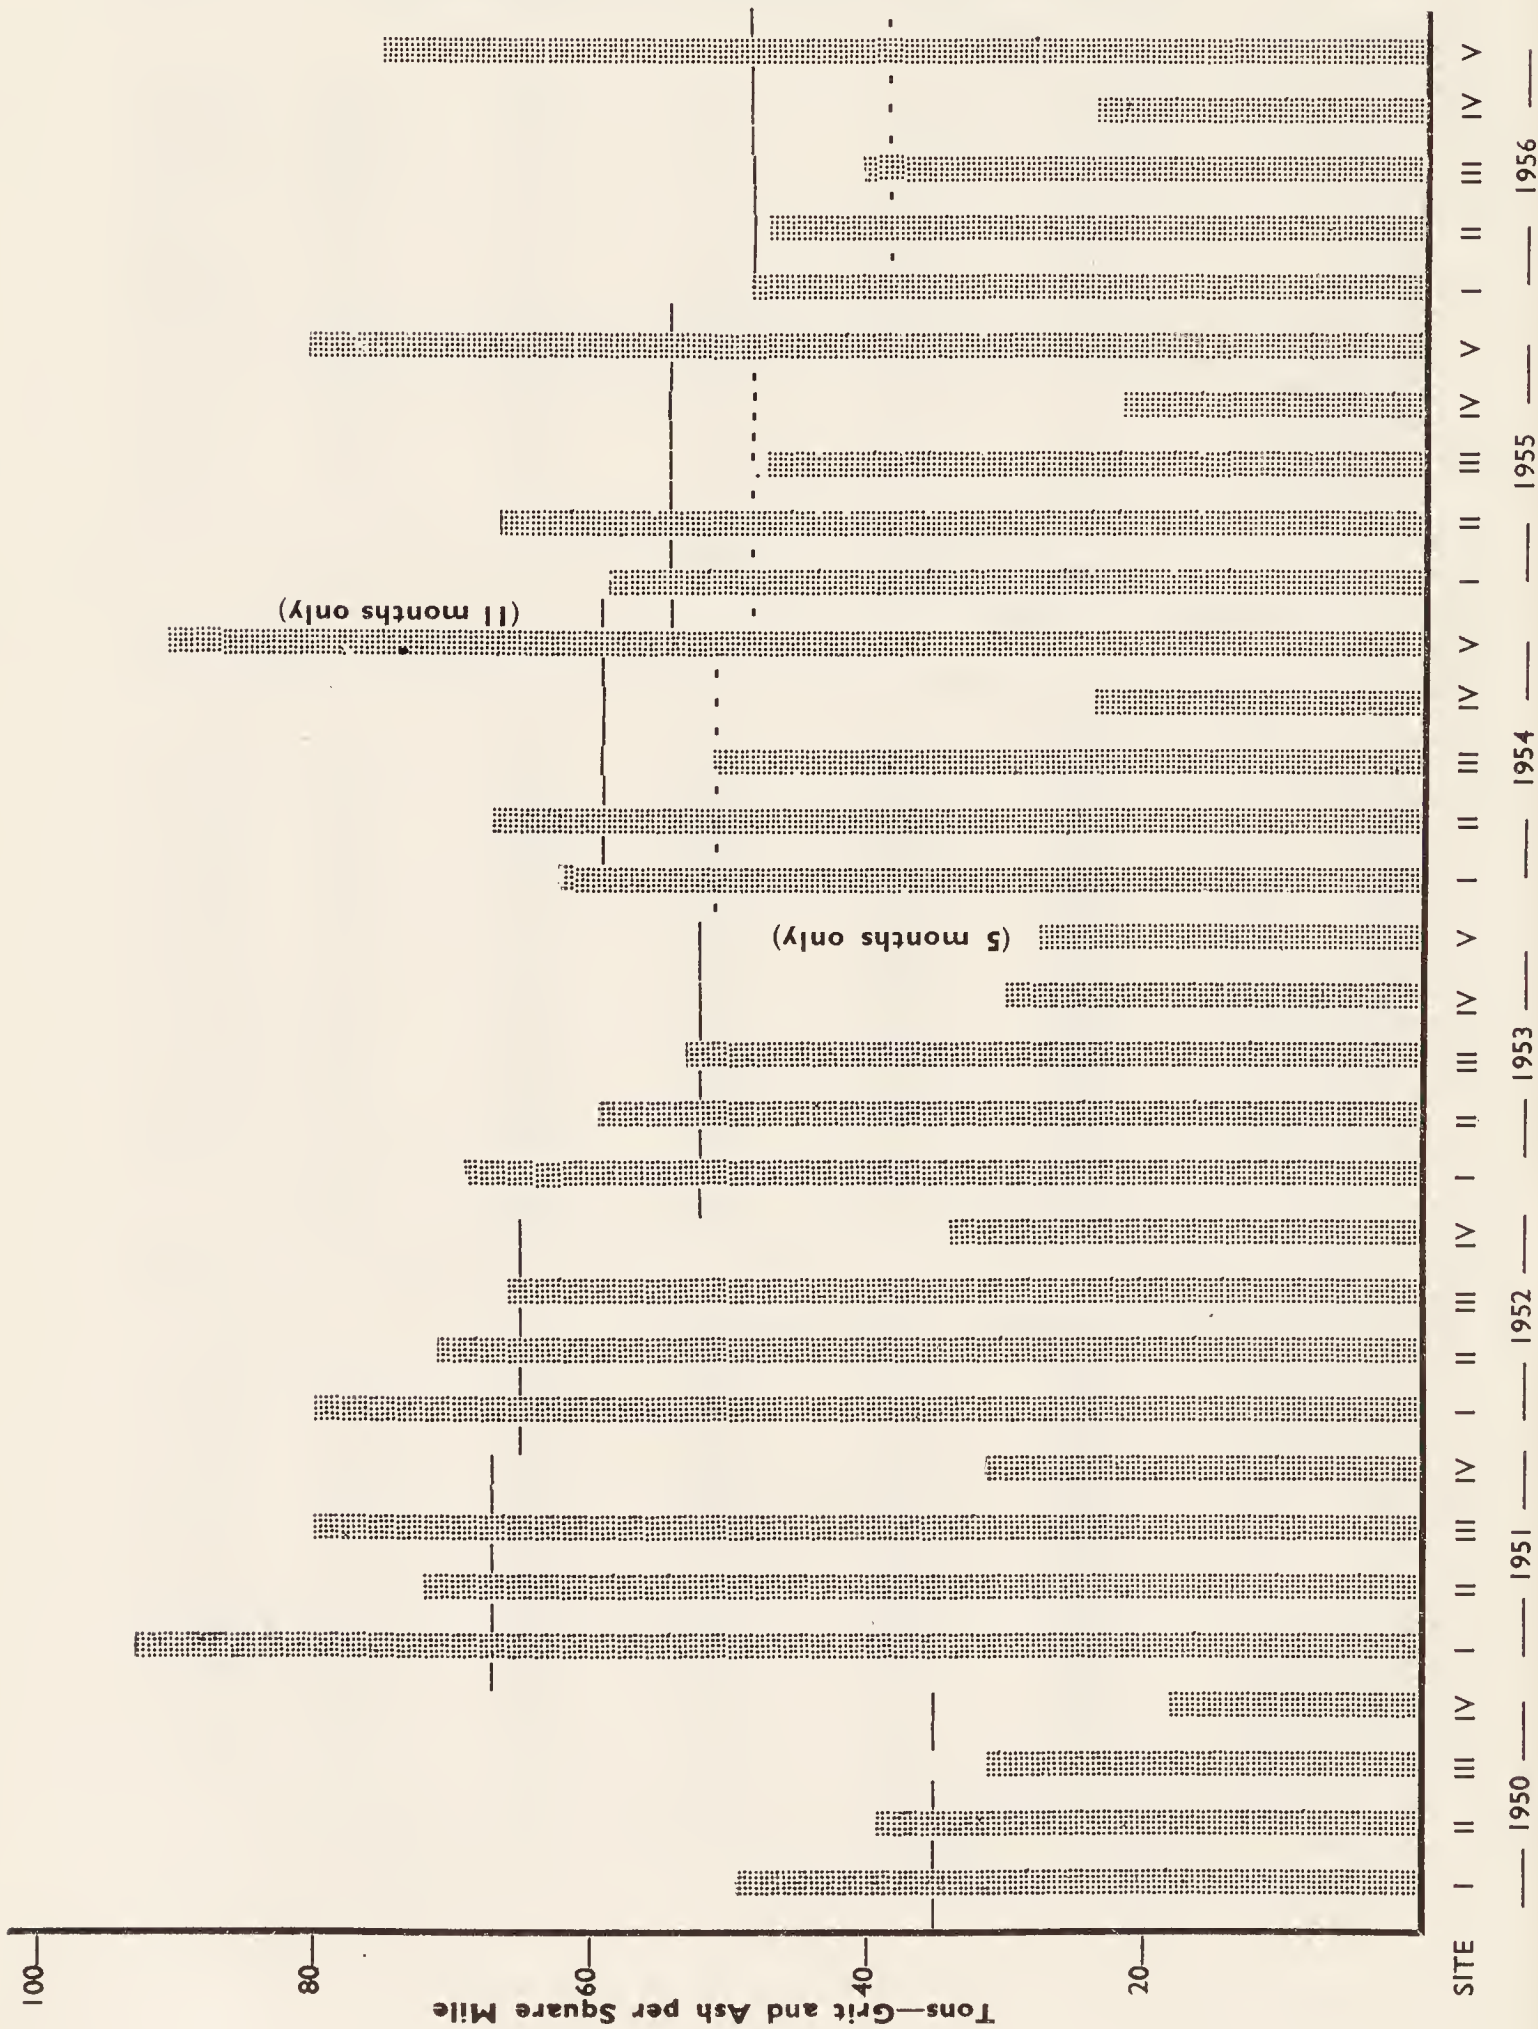 Tons—Grit and Ash per Square Mile
100
80
60
40
20
(5 months only)
(11 months only)
SITE I II III IV I II III IV I II III IV I II III IV V I II III IV V I II III IV V I II III IV V
1950 1951 1952 1953 1954 1955 1956